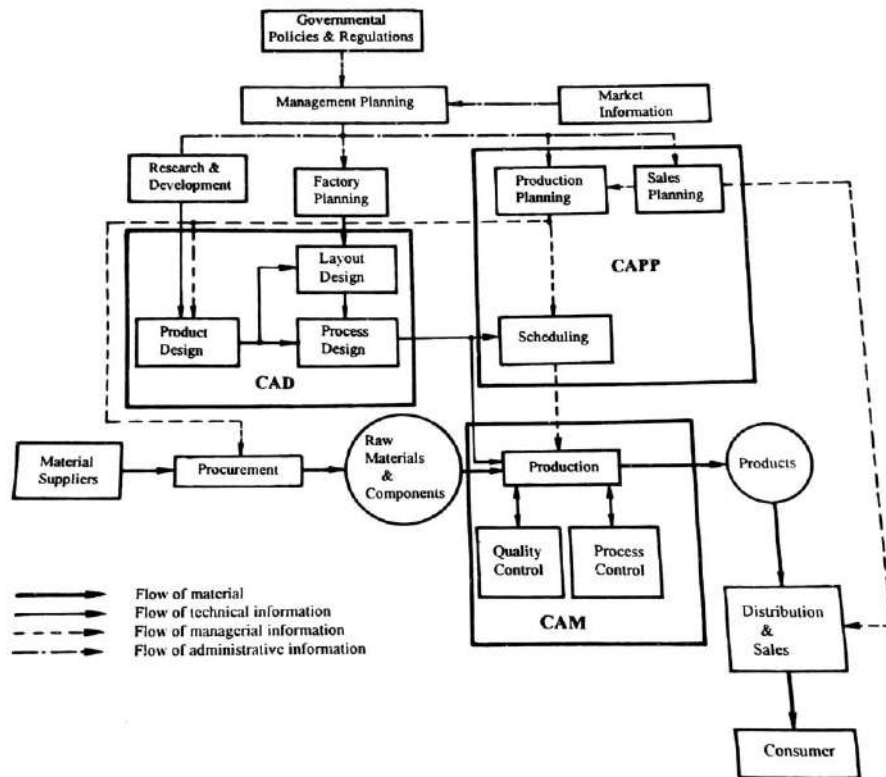 Governmental
Policies & Regulations
Management Planning
Market
Information
Research &
Development
Factory
Planning
Production
Planning
Sales
Planning
Layout
Design
CAPP
Product
Design
Process
Design
Scheduling
CAD
Material
Suppliers
Procurement
Raw
Materials
&
Components
Production
Products
Quality
Control
Process
Control
CAM
Flow of material
Flow of technical information
Flow of managerial information
Flow of administrative information
Distribution
&
Sales
Consumer